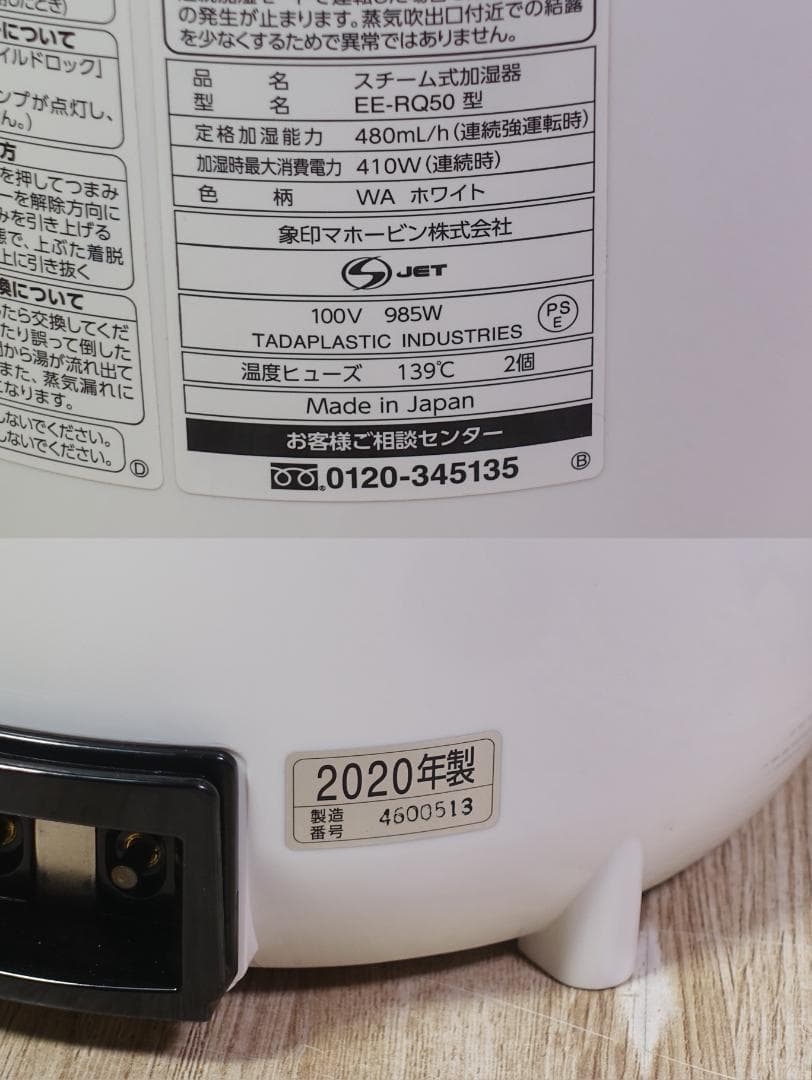 について
イルドロック」
ンプが点灯し、
ん。)
方
を押してつまみ
ーを解除方向に
みを引き上げる
態で、上ぶた着脱
上に引き抜く
換について
ったら交換してくだ
たり誤って倒した
間から湯が流れ出て
また、蒸気漏れに
になります。
しないでください。
しないでください。
D
の発生が止まります。蒸気吹出口付近での結露
を少なくするためで異常ではありません。
品 名 スチーム式加湿器
型 名 EE-RQ50 型
定格加湿能力 480mL/h(連続強運転時)
加湿時最大消費電力 410W(連続時)
色 柄 WA ホワイト
象印マホービン株式会社
S JET
100V 985W
PS
E
TADAPLASTIC INDUSTRIES
温度ヒューズ 139℃ 2個
Made in Japan
お客様ご相談センター
0120-345135
B
2020年製
製造
番号 4600513